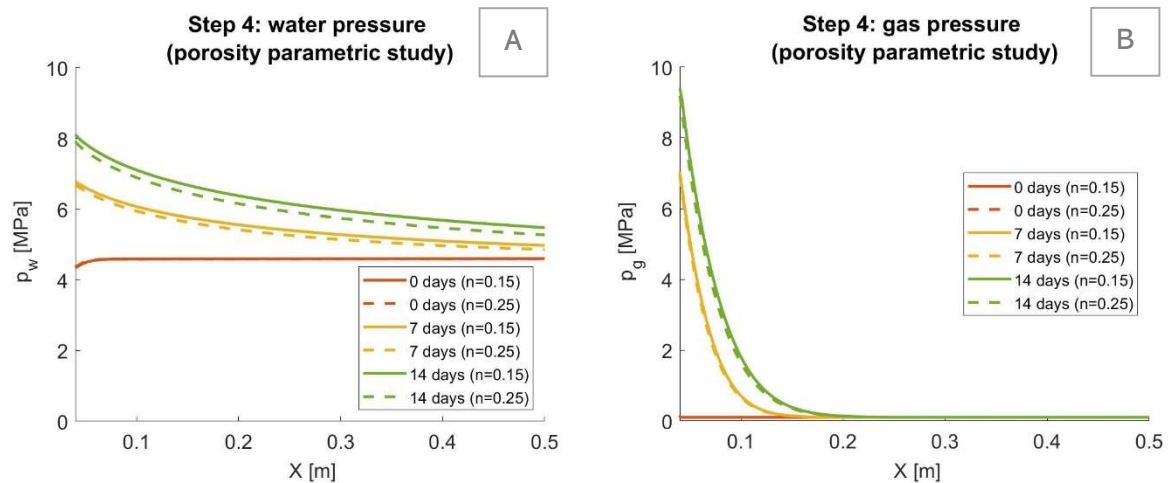 Step 4: water pressure
(porosity parametric study)
A
10
8
6
4
2
0
p_w [MPa]
0.1
0.2
0.3
0.4
0.5
X [m]
0 days (n=0.15)
0 days (n=0.25)
7 days (n=0.15)
7 days (n=0.25)
14 days (n=0.15)
14 days (n=0.25)
Step 4: gas pressure
(porosity parametric study)
B
10
8
6
4
2
0
p_g [MPa]
0.1
0.2
0.3
0.4
0.5
X [m]
0 days (n=0.15)
0 days (n=0.25)
7 days (n=0.15)
7 days (n=0.25)
14 days (n=0.15)
14 days (n=0.25)